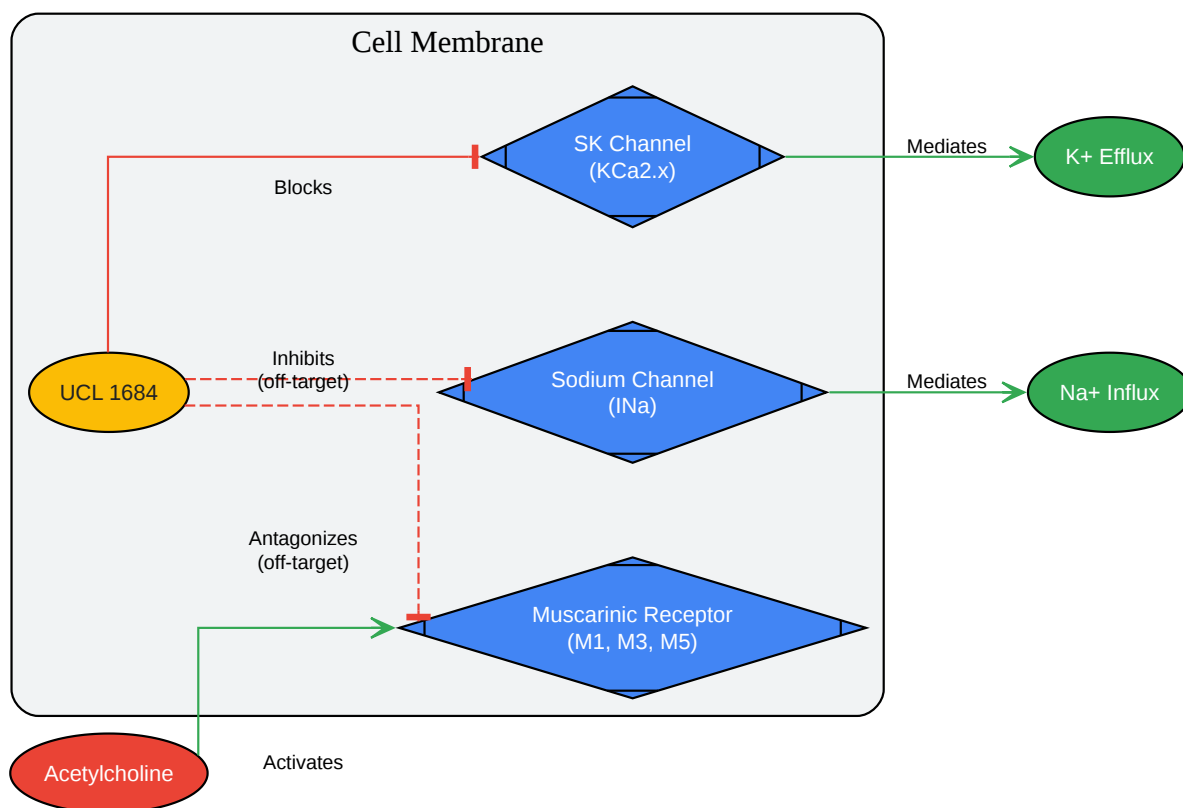 Cell Membrane
SK Channel
(KCa2.x)
Mediates
K+ Efflux
Blocks
UCL 1684
Inhibits
(off-target)
Sodium Channel
(INa)
Mediates
Na+ Influx
Antagonizes
(off-target)
Muscarinic Receptor
(M1, M3, M5)
Acetylcholine
Activates